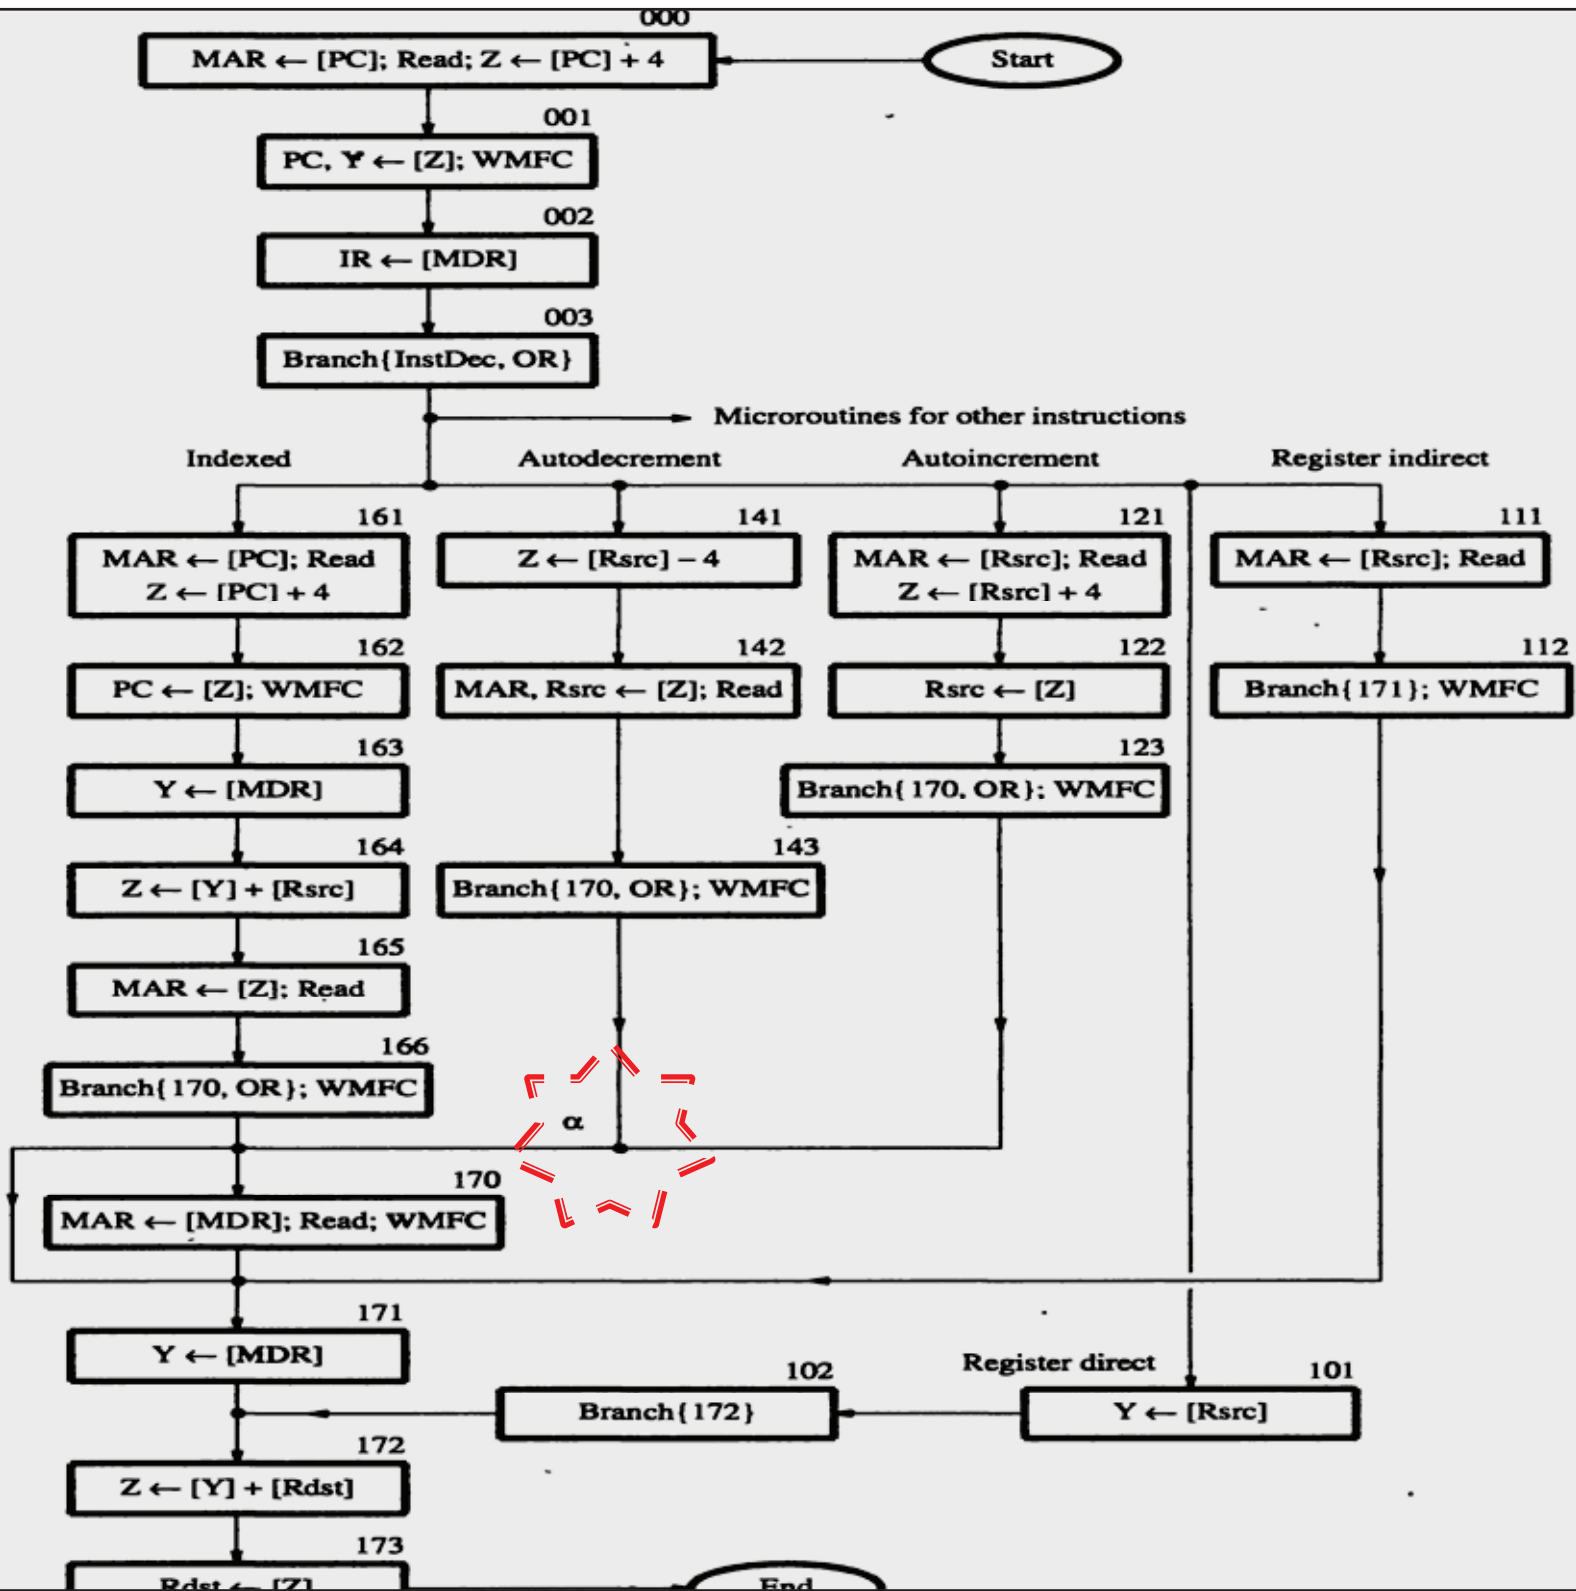 000
MAR ← [PC]; Read; Z ← [PC] + 4
Start
001
PC, Y ← [Z]; WMFC
002
IR ← [MDR]
003
Branch{InstDec, OR}
Microroutines for other instructions
Indexed
Autodecrement
Autoincrement
Register indirect
161
141
121
111
MAR ← [PC]; Read
Z ← [PC] + 4
Z ← [Rsrc] − 4
MAR ← [Rsrc]; Read
Z ← [Rsrc] + 4
MAR ← [Rsrc]; Read
162
142
122
112
PC ← [Z]; WMFC
MAR, Rsrc ← [Z]; Read
Rsrc ← [Z]
Branch{171}; WMFC
163
123
Y ← [MDR]
Branch{170, OR}; WMFC
164
143
Z ← [Y] + [Rsrc]
Branch{170, OR}; WMFC
165
MAR ← [Z]; Read
166
Branch{170, OR}; WMFC
α
170
MAR ← [MDR]; Read; WMFC
171
Y ← [MDR]
Register direct
102
101
Branch{172}
Y ← [Rsrc]
172
Z ← [Y] + [Rdst]
173
Rdst ← [Z]
End